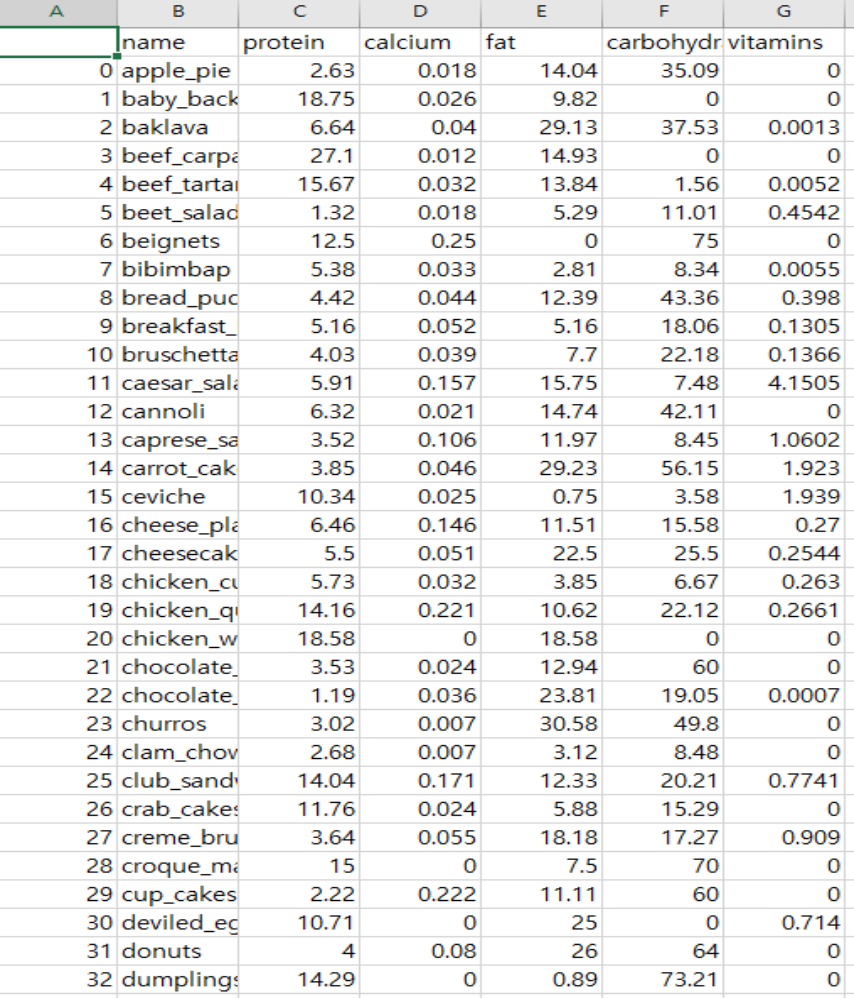 A B C D E F G
name protein calcium fat carbohydr vitamins
0 apple_pie 2.63 0.018 14.04 35.09 0
1 baby_back 18.75 0.026 9.82 0 0
2 baklava 6.64 0.04 29.13 37.53 0.0013
3 beef_carpa 27.1 0.012 14.93 0 0
4 beef_tartar 15.67 0.032 13.84 1.56 0.0052
5 beet_salad 1.32 0.018 5.29 11.01 0.4542
6 beignets 12.5 0.25 0 75 0
7 bibimbap 5.38 0.033 2.81 8.34 0.0055
8 bread_pud 4.42 0.044 12.39 43.36 0.398
9 breakfast_ 5.16 0.052 5.16 18.06 0.1305
10 bruschetta 4.03 0.039 7.7 22.18 0.1366
11 caesar_sala 5.91 0.157 15.75 7.48 4.1505
12 cannoli 6.32 0.021 14.74 42.11 0
13 caprese_sa 3.52 0.106 11.97 8.45 1.0602
14 carrot_cak 3.85 0.046 29.23 56.15 1.923
15 ceviche 10.34 0.025 0.75 3.58 1.939
16 cheese_pla 6.46 0.146 11.51 15.58 0.27
17 cheesecak 5.5 0.051 22.5 25.5 0.2544
18 chicken_cu 5.73 0.032 3.85 6.67 0.263
19 chicken_qu 14.16 0.221 10.62 22.12 0.2661
20 chicken_w 18.58 0 18.58 0 0
21 chocolate_ 3.53 0.024 12.94 60 0
22 chocolate_ 1.19 0.036 23.81 19.05 0.0007
23 churros 3.02 0.007 30.58 49.8 0
24 clam_chow 2.68 0.007 3.12 8.48 0
25 club_sandw 14.04 0.171 12.33 20.21 0.7741
26 crab_cakes 11.76 0.024 5.88 15.29 0
27 creme_bru 3.64 0.055 18.18 17.27 0.909
28 croque_ma 15 0 7.5 70 0
29 cup_cakes 2.22 0.222 11.11 60 0
30 deviled_eg 10.71 0 25 0 0.714
31 donuts 4 0.08 26 64 0
32 dumplings 14.29 0 0.89 73.21 0